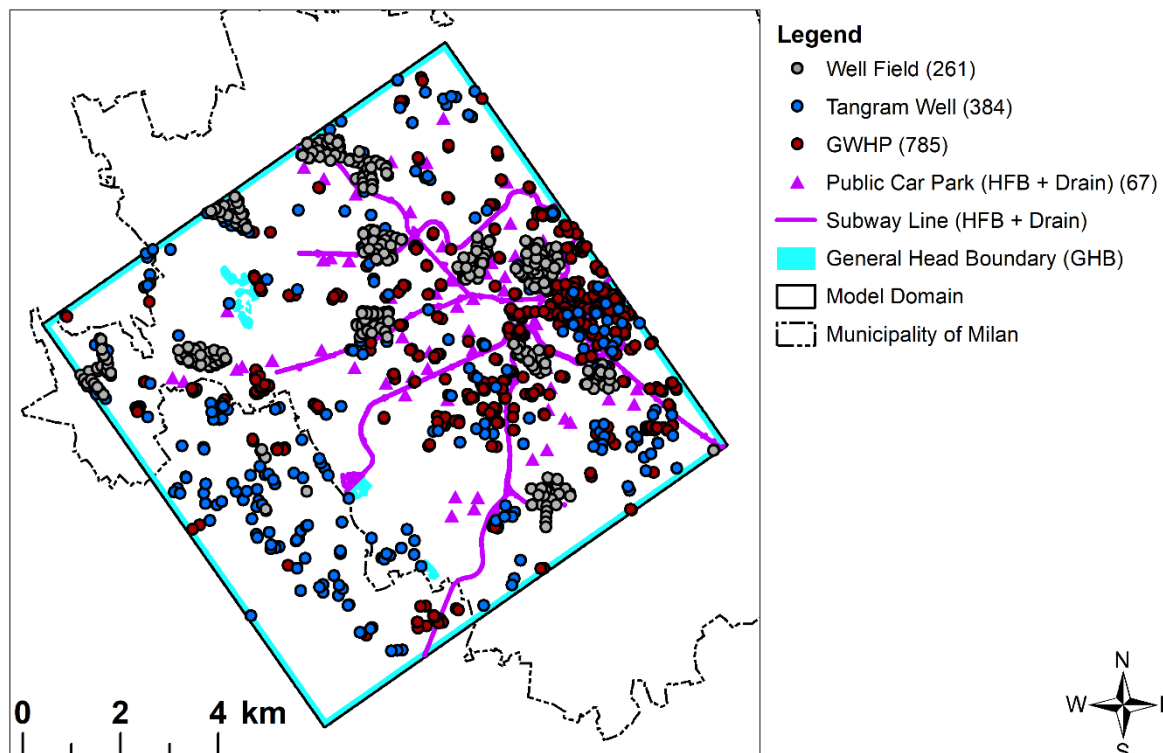 Legend
Well Field (261)
Tangram Well (384)
GWHP (785)
Public Car Park (HFB + Drain) (67)
Subway Line (HFB + Drain)
General Head Boundary (GHB)
Model Domain
Municipality of Milan
0 2 4 km
N
W
S